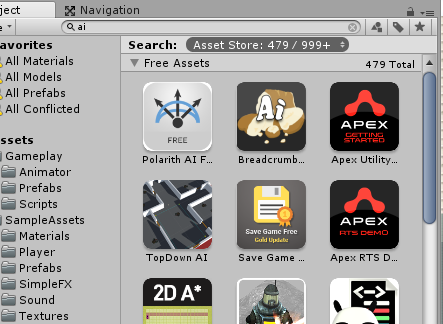 oject
Navigation
ai
avorites
All Materials
All Models
All Prefabs
All Conflicted
ssets
Gameplay
Animator
Prefabs
Scripts
SampleAssets
Materials
Player
Prefabs
SimpleFX
Sound
Textures
Search: Asset Store: 479 / 999+
Free Assets 479 Total
FREE
Ai
APEX
GETTING
STARTED
Polarith AI F...
Breadcrumb...
Apex Utility...
Save Game Free
Gold Update
APEX
RTS DEMO
TopDown AI
Save Game ...
Apex RTS D...
2D A*